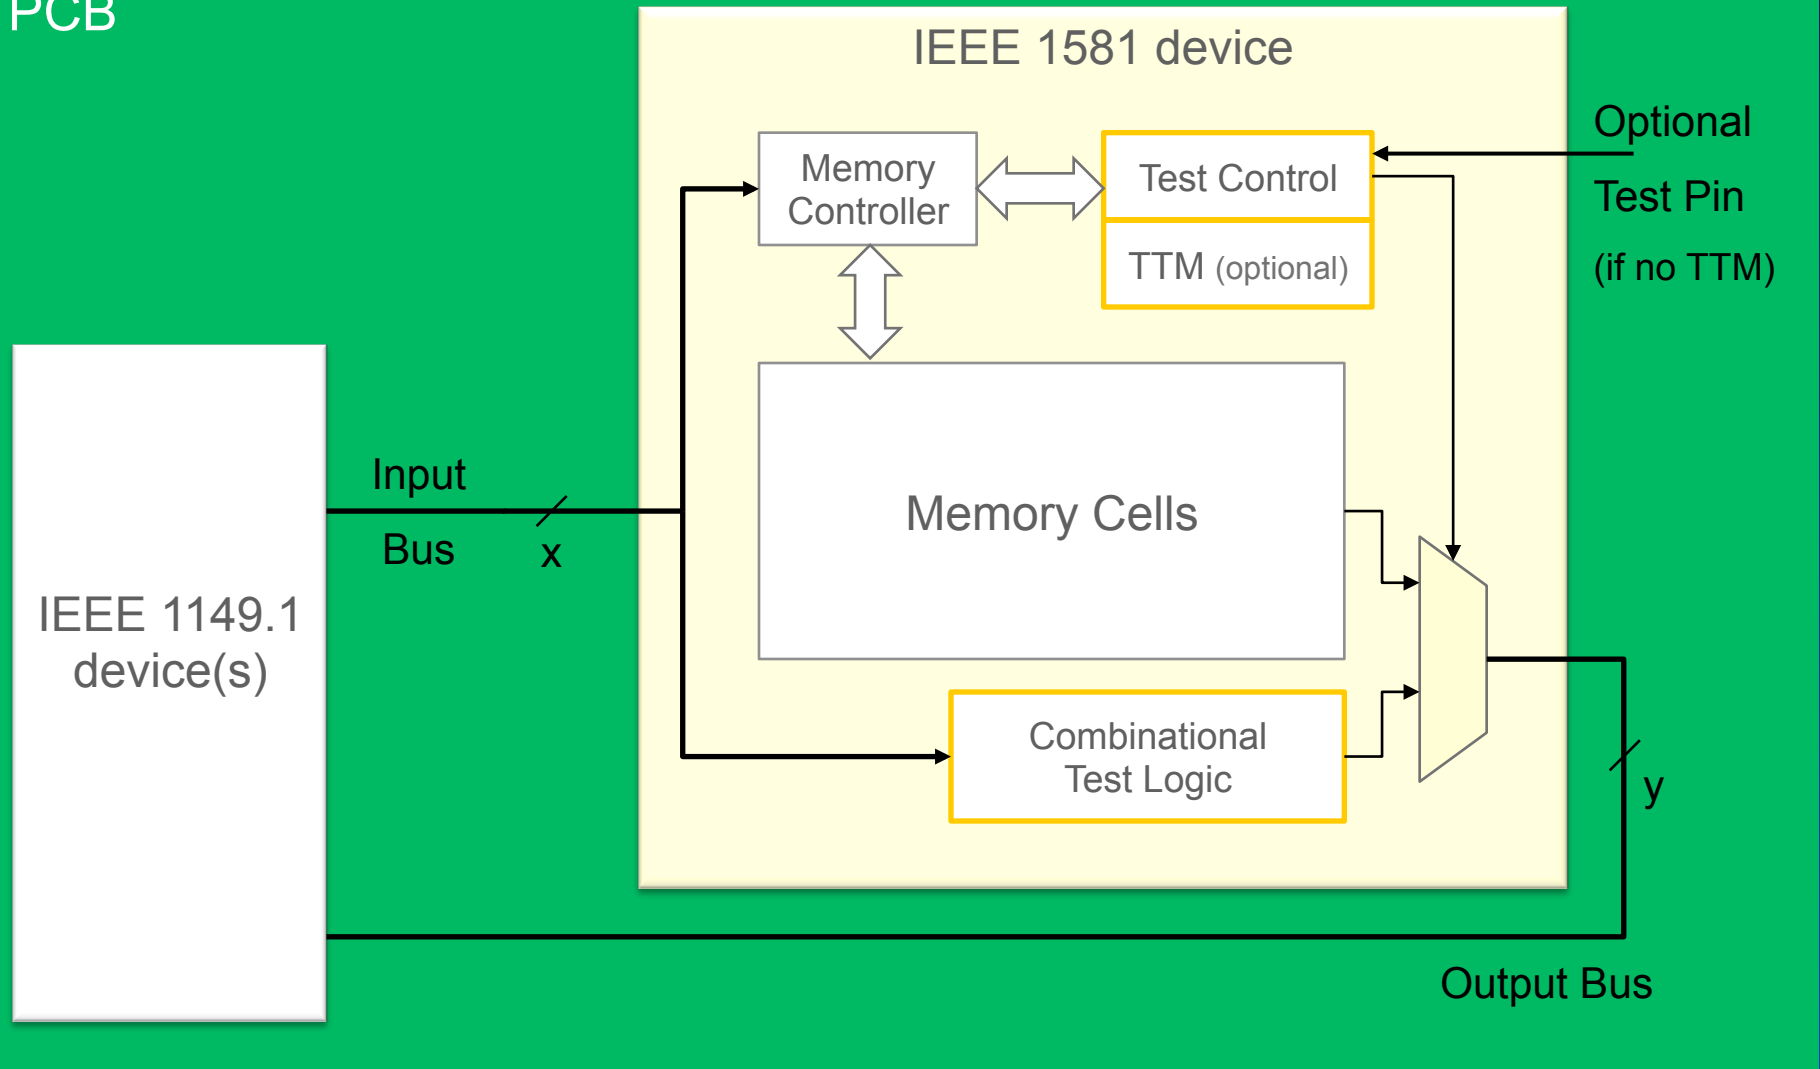 PCB
IEEE 1581 device
Memory
Controller
Test Control
TTM (optional)
Optional
Test Pin
(if no TTM)
Memory Cells
Input
Bus
x
IEEE 1149.1
device(s)
Combinational
Test Logic
y
Output Bus